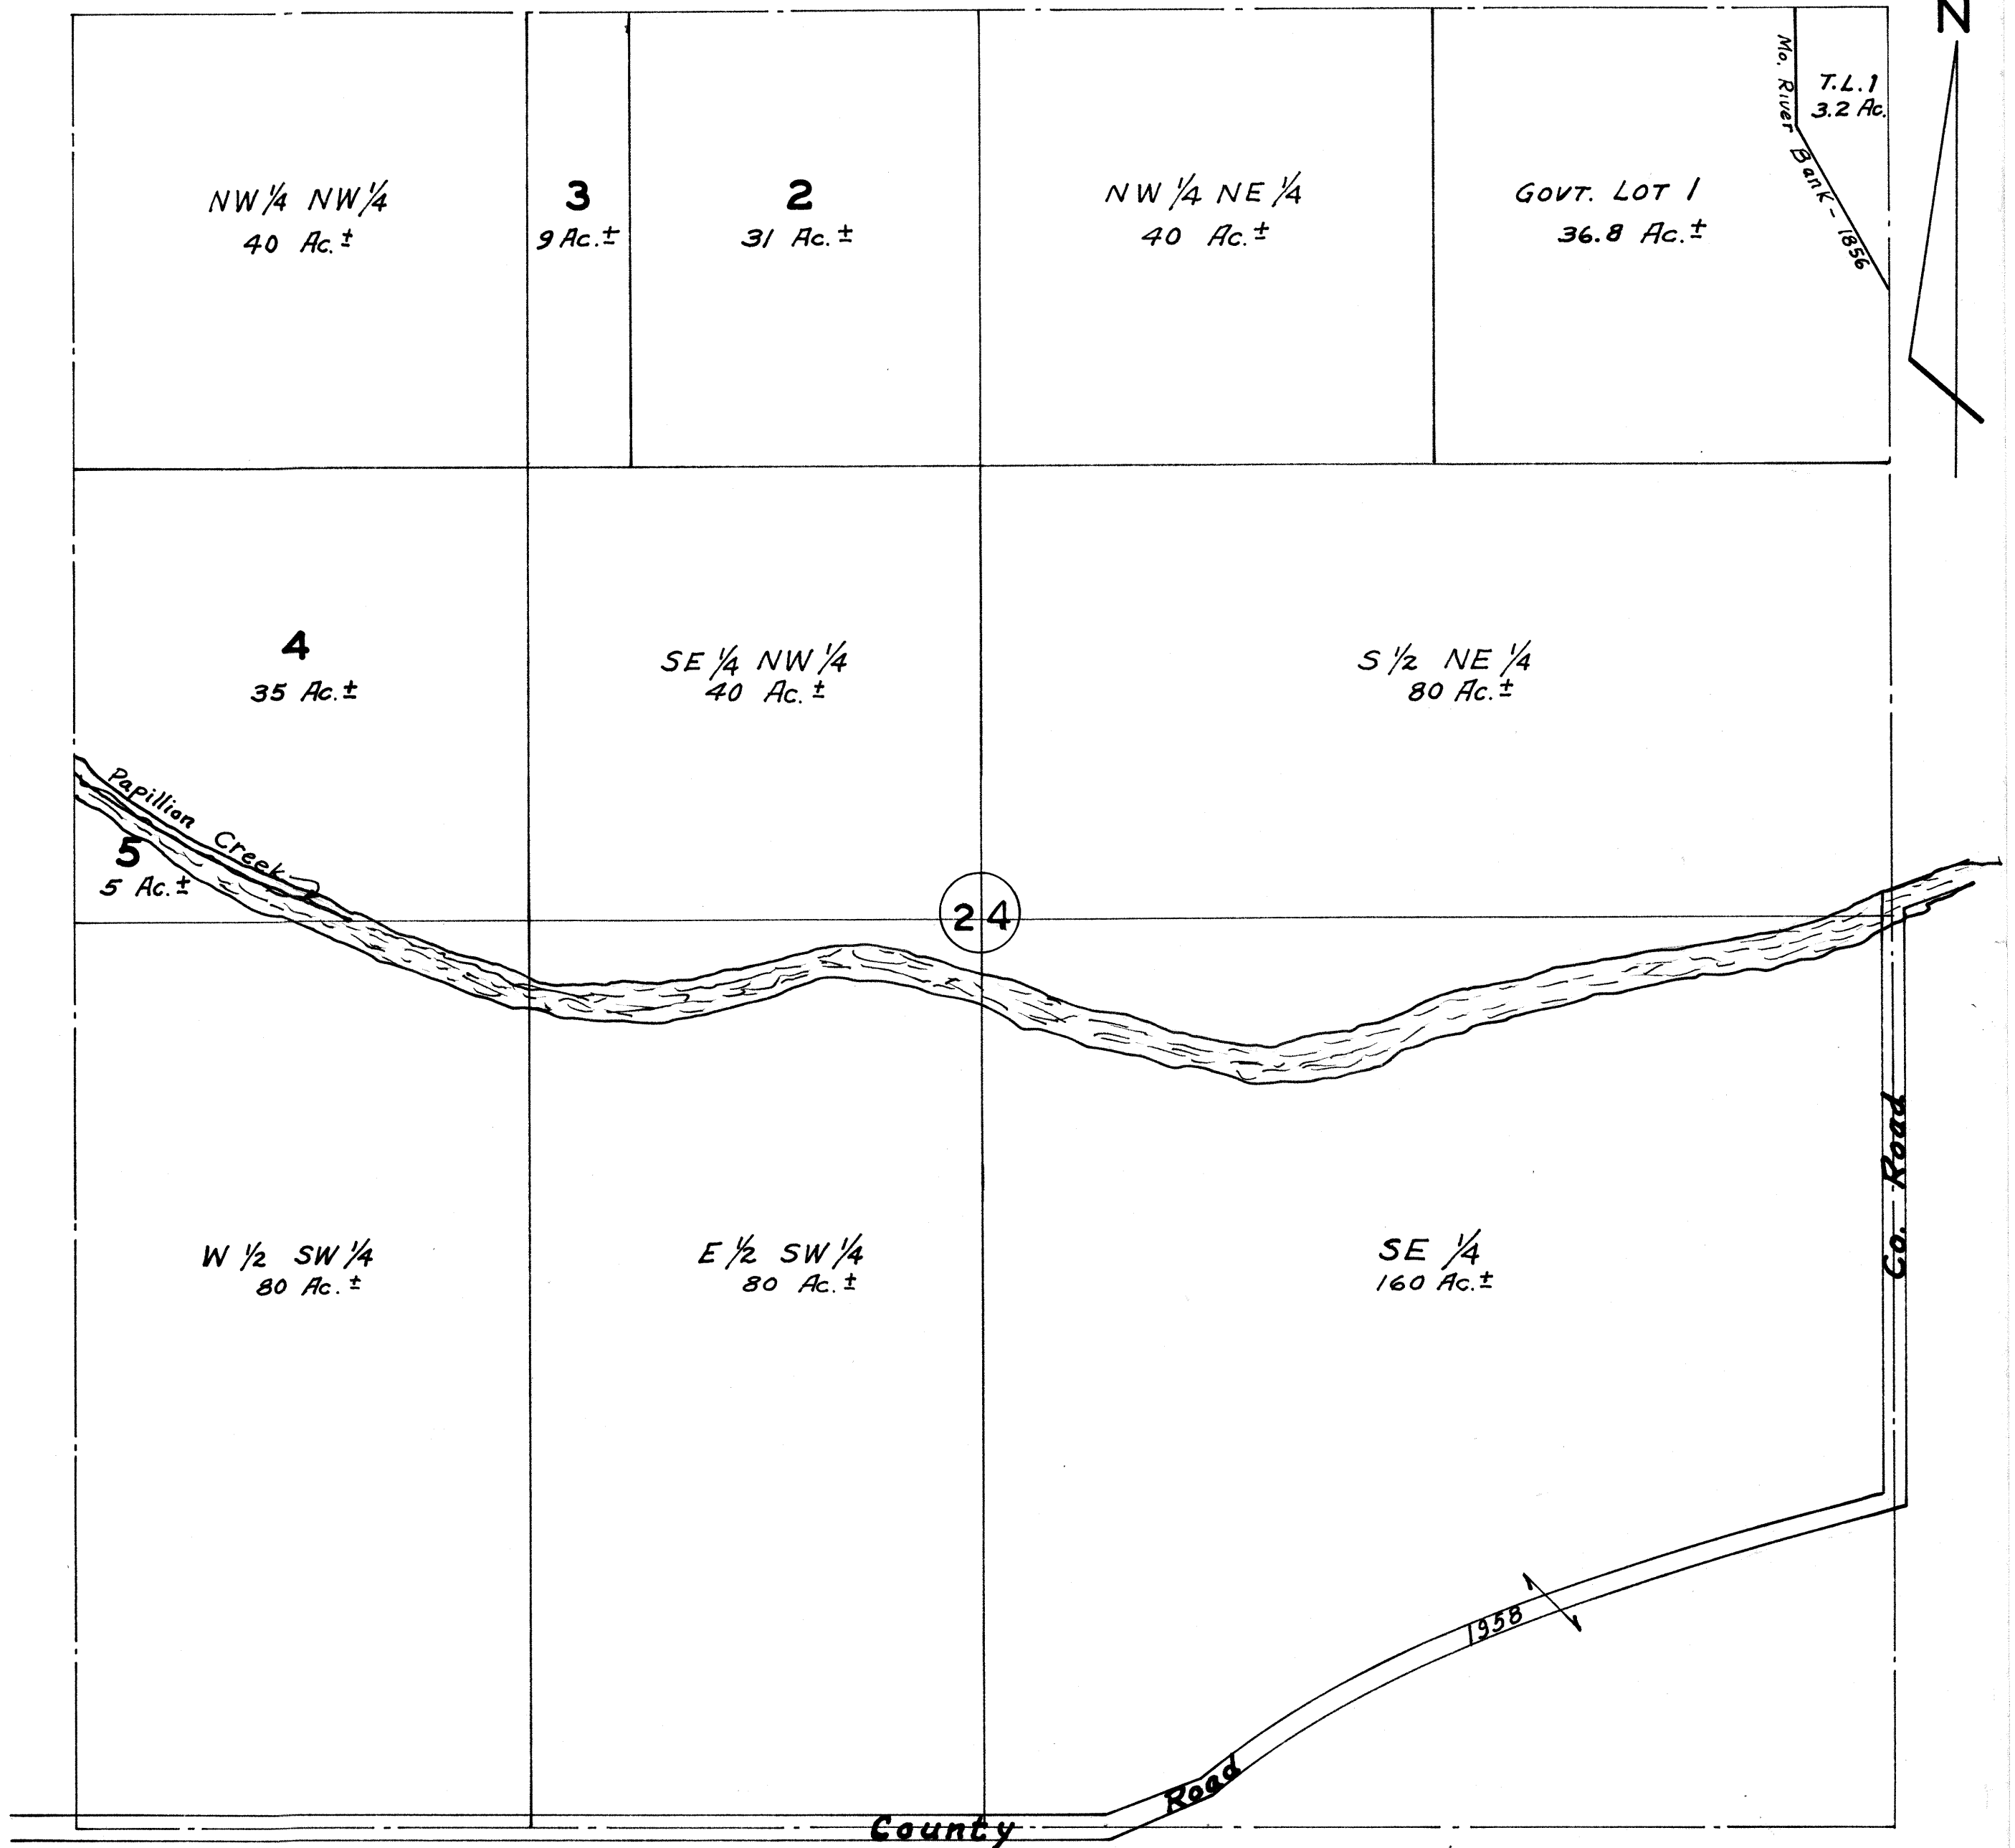 N
NW ¼ NW ¼
40 Ac. ±
3
9 Ac. ±
2
31 Ac. ±
NW ¼ NE ¼
40 Ac. ±
GOVT. LOT 1
36.8 Ac. ±
Mo. River Bank - 1856
T.L. 1
3.2 Ac.
4
35 Ac. ±
SE ¼ NW ¼
40 Ac. ±
S ½ NE ¼
80 Ac. ±
Papillion Creek
5
5 Ac. ±
24
W ½ SW ¼
80 Ac. ±
E ½ SW ¼
80 Ac. ±
SE ¼
160 Ac. ±
Co. Road
1958
County Road